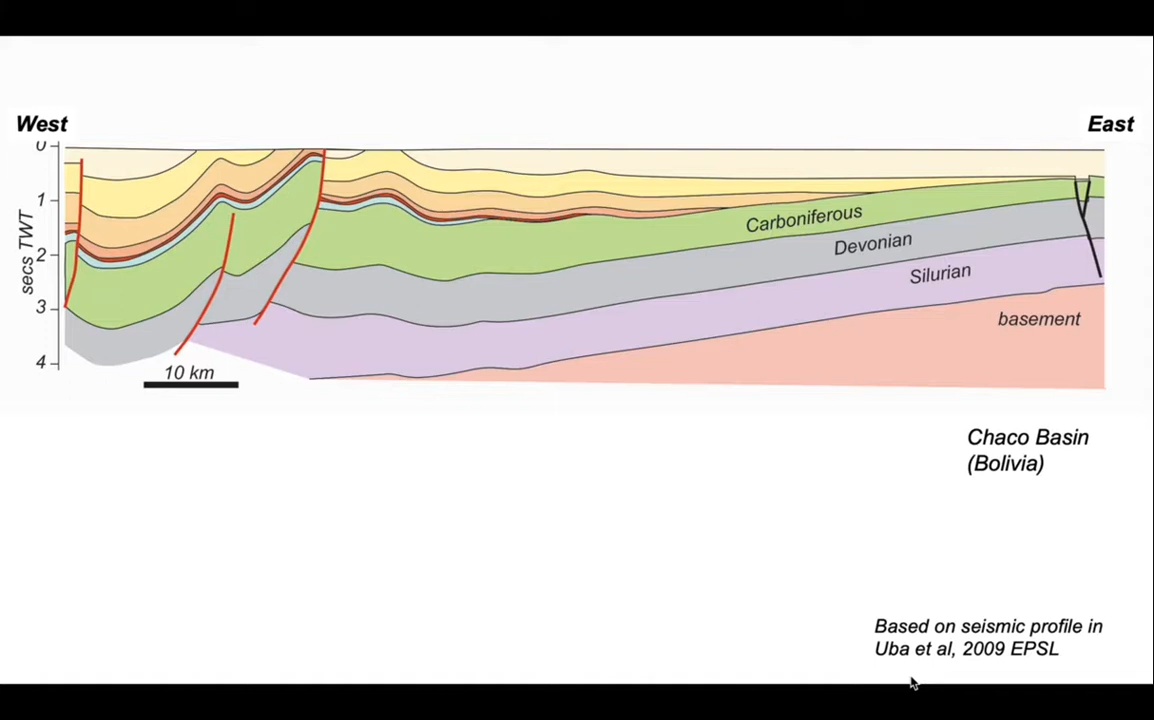 West
East
0
1
2
3
4
secs TWT
Carboniferous
Devonian
Silurian
basement
10 km
Chaco Basin
(Bolivia)
Based on seismic profile in
Uba et al, 2009 EPSL